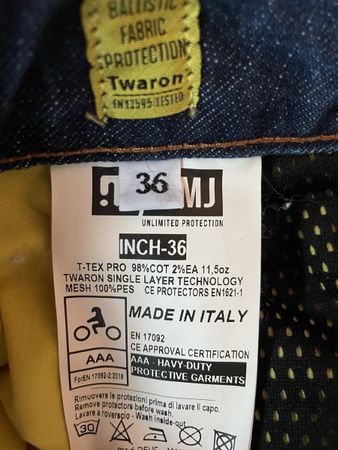 BALLISTIC
FABRIC
PROTECTION
Twaron
EN13595 TESTED
36
MJ
UNLIMITED PROTECTION
INCH-36
T-TEX PRO 98%COT 2%EA 11,5oz
TWARON SINGLE LAYER TECHNOLOGY
MESH 100%PES CE PROTECTORS EN1621-1
MADE IN ITALY
EN 17092
CE APPROVAL CERTIFICATION
AAA - HEAVY-DUTY
PROTECTIVE GARMENTS
AAA
FprEN 17092-2:2018
Rimuovere le protezioni prima di lavare il capo.
Remove protectors before wash.
Lavare a rovescio - Wash Inside-out
30